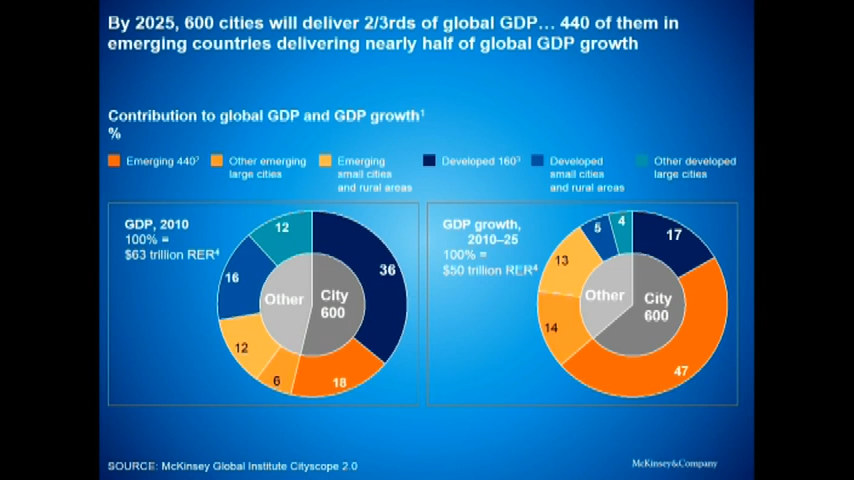 By 2025, 600 cities will deliver 2/3rds of global GDP… 440 of them in
emerging countries delivering nearly half of global GDP growth
Contribution to global GDP and GDP growth¹
%
Emerging 440²
Other emerging
large cities
Emerging
small cities
and rural areas
Developed 160³
Developed
small cities
and rural areas
Other developed
large cities
GDP, 2010
100% =
$63 trillion RER⁴
12
36
16
Other
City
600
12
6
18
GDP growth,
2010–25
100% =
$50 trillion RER⁴
5
4
17
13
Other
City
600
14
47
SOURCE: McKinsey Global Institute Cityscope 2.0
McKinsey&Company